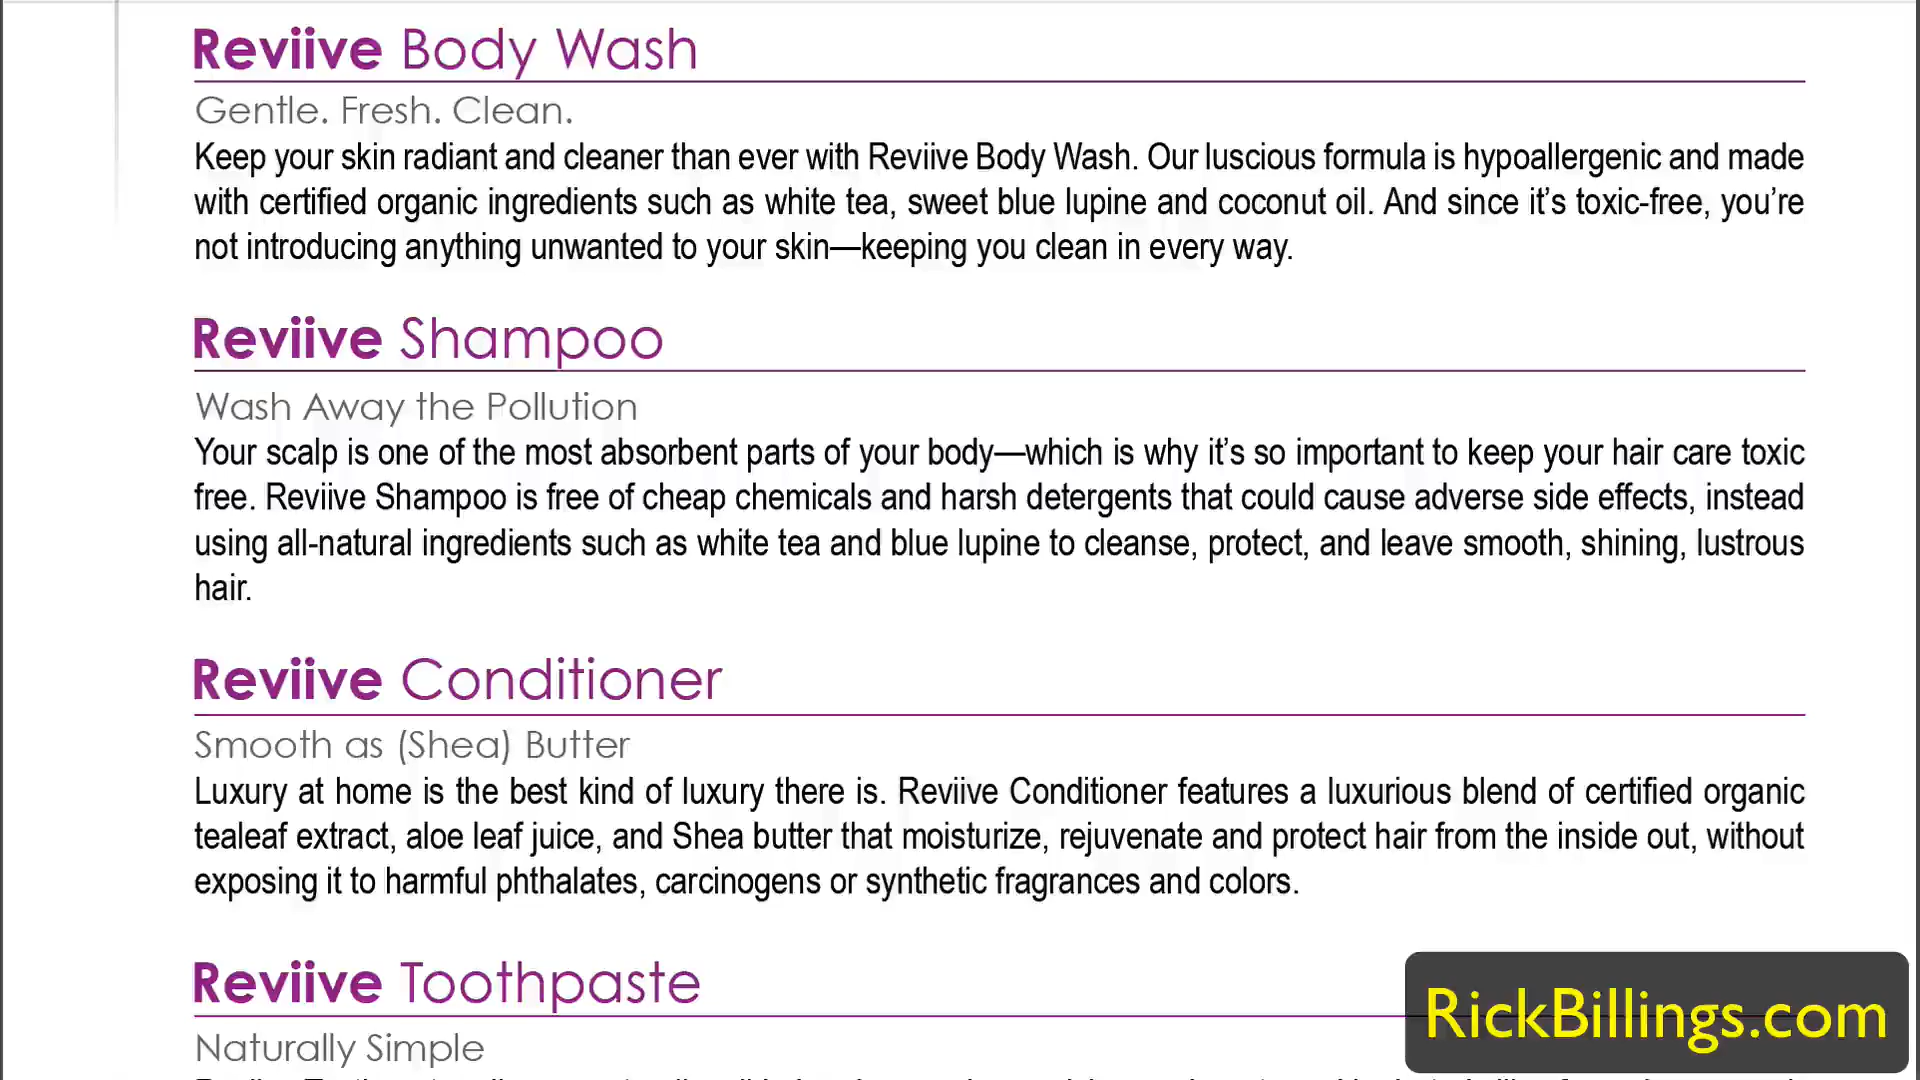 Reviive Body Wash
Gentle. Fresh. Clean.
Keep your skin radiant and cleaner than ever with Reviive Body Wash. Our luscious formula is hypoallergenic and made
with certified organic ingredients such as white tea, sweet blue lupine and coconut oil. And since it’s toxic-free, you’re
not introducing anything unwanted to your skin—keeping you clean in every way.
Reviive Shampoo
Wash Away the Pollution
Your scalp is one of the most absorbent parts of your body—which is why it’s so important to keep your hair care toxic
free. Reviive Shampoo is free of cheap chemicals and harsh detergents that could cause adverse side effects, instead
using all-natural ingredients such as white tea and blue lupine to cleanse, protect, and leave smooth, shining, lustrous
hair.
Reviive Conditioner
Smooth as (Shea) Butter
Luxury at home is the best kind of luxury there is. Reviive Conditioner features a luxurious blend of certified organic
tealeaf extract, aloe leaf juice, and Shea butter that moisturize, rejuvenate and protect hair from the inside out, without
exposing it to harmful phthalates, carcinogens or synthetic fragrances and colors.
Reviive Toothpaste
RickBillings.com
Naturally Simple